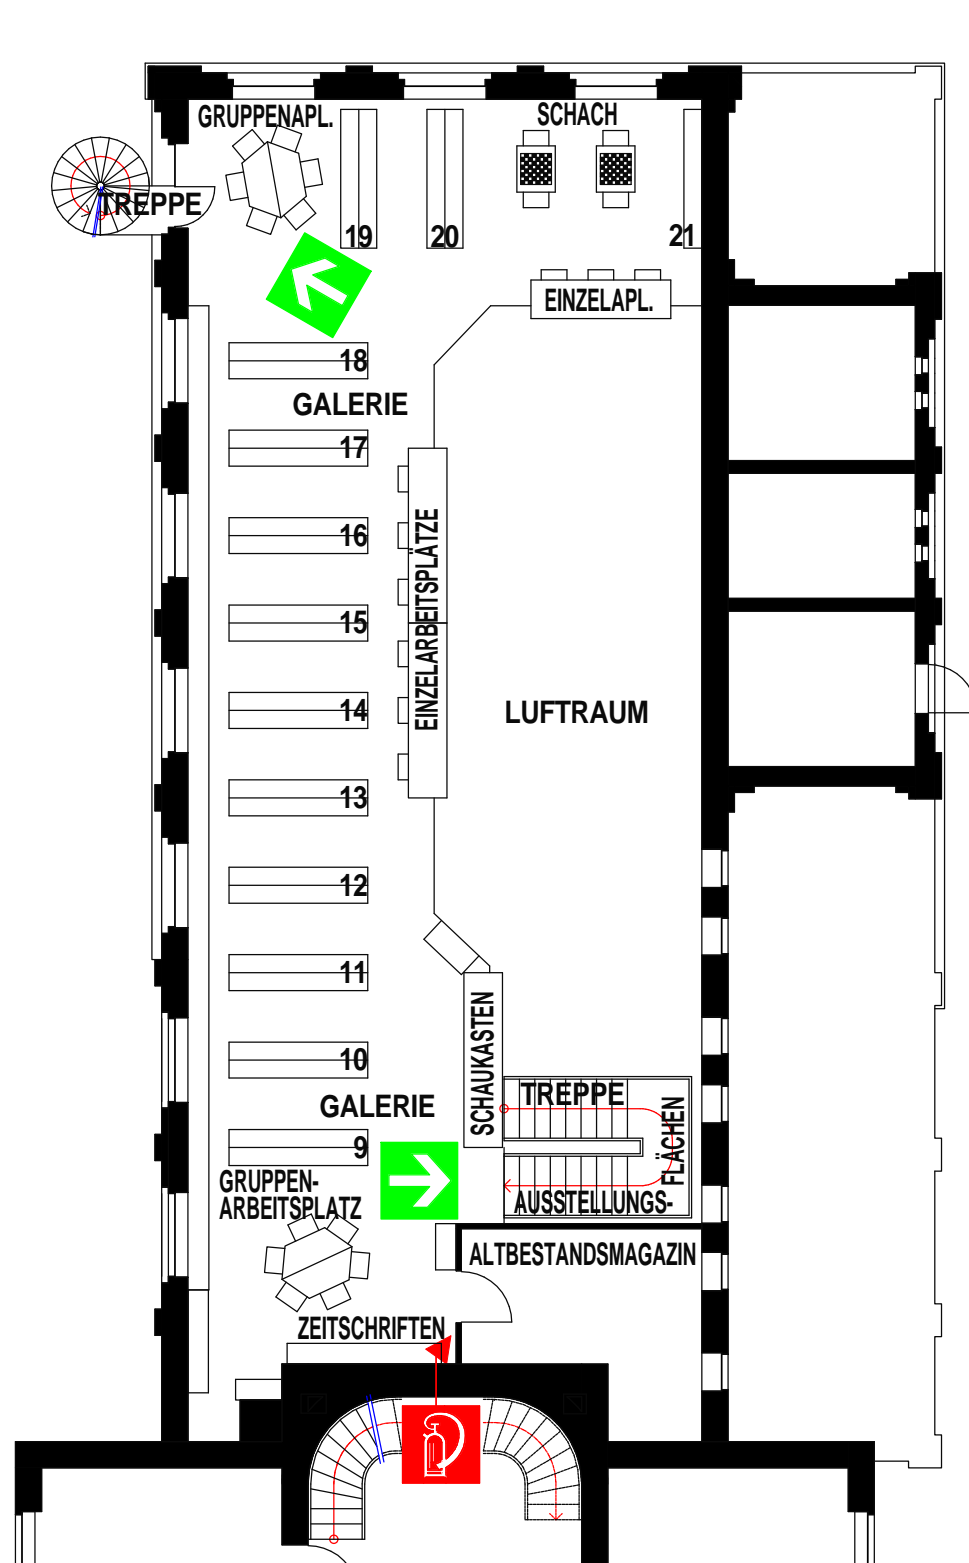 GRUPPENAPL.
SCHACH
TREPPE
19
20
21
EINZELAPL.
18
GALERIE
17
16
EINZELARBEITSPLÄTZE
15
14
LUFTRAUM
13
12
11
10
SCHAUKASTEN
GALERIE
TREPPE
9
AUSSTELLUNGS-
FLÄCHEN
GRUPPEN-
ARBEITSPLATZ
ALTBESTANDSMAGAZIN
ZEITSCHRIFTEN